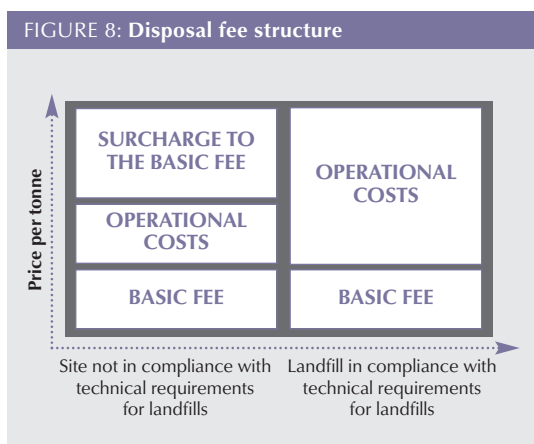 FIGURE 8: Disposal fee structure
Price per tonne
SURCHARGE TO
THE BASIC FEE
OPERATIONAL
COSTS
BASIC FEE
OPERATIONAL
COSTS
BASIC FEE
Site not in compliance with
technical requirements
for landfills
Landfill in compliance with
technical requirements
for landfills